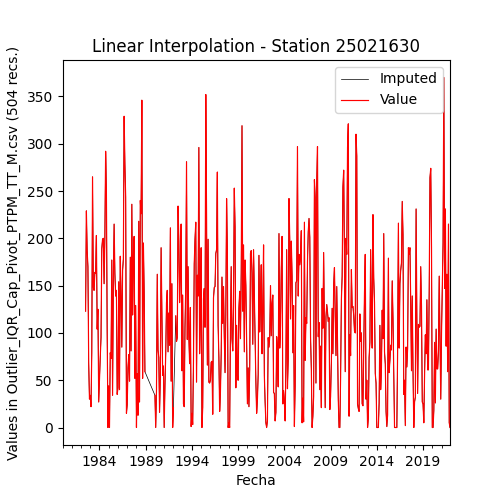 Linear Interpolation - Station 25021630
Values in Outlier_IQR_Cap_Pivot_PTPM_TT_M.csv (504 recs.)
Imputed
Value
350
300
250
200
150
100
50
0
1984 1989 1994 1999 2004 2009 2014 2019
Fecha